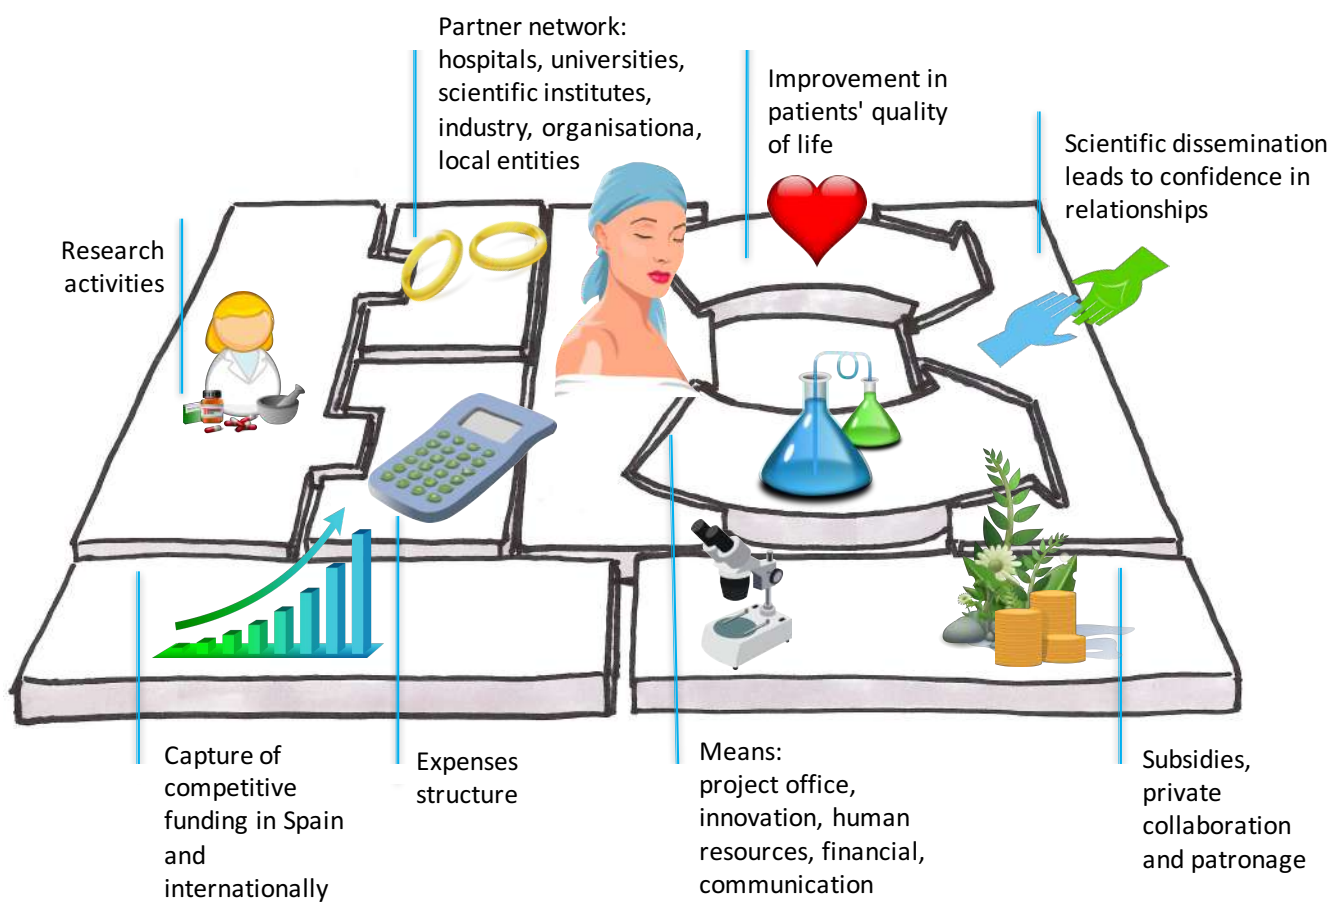 Partner network:
hospitals, universities,
scientific institutes,
industry, organisationa,
local entities
Improvement in
patients' quality
of life
Scientific dissemination
leads to confidence in
relationships
Research
activities
Capture of
competitive
funding in Spain
and
internationally
Expenses
structure
Means:
project office,
innovation, human
resources, financial,
communication
Subsidies,
private
collaboration
and patronage